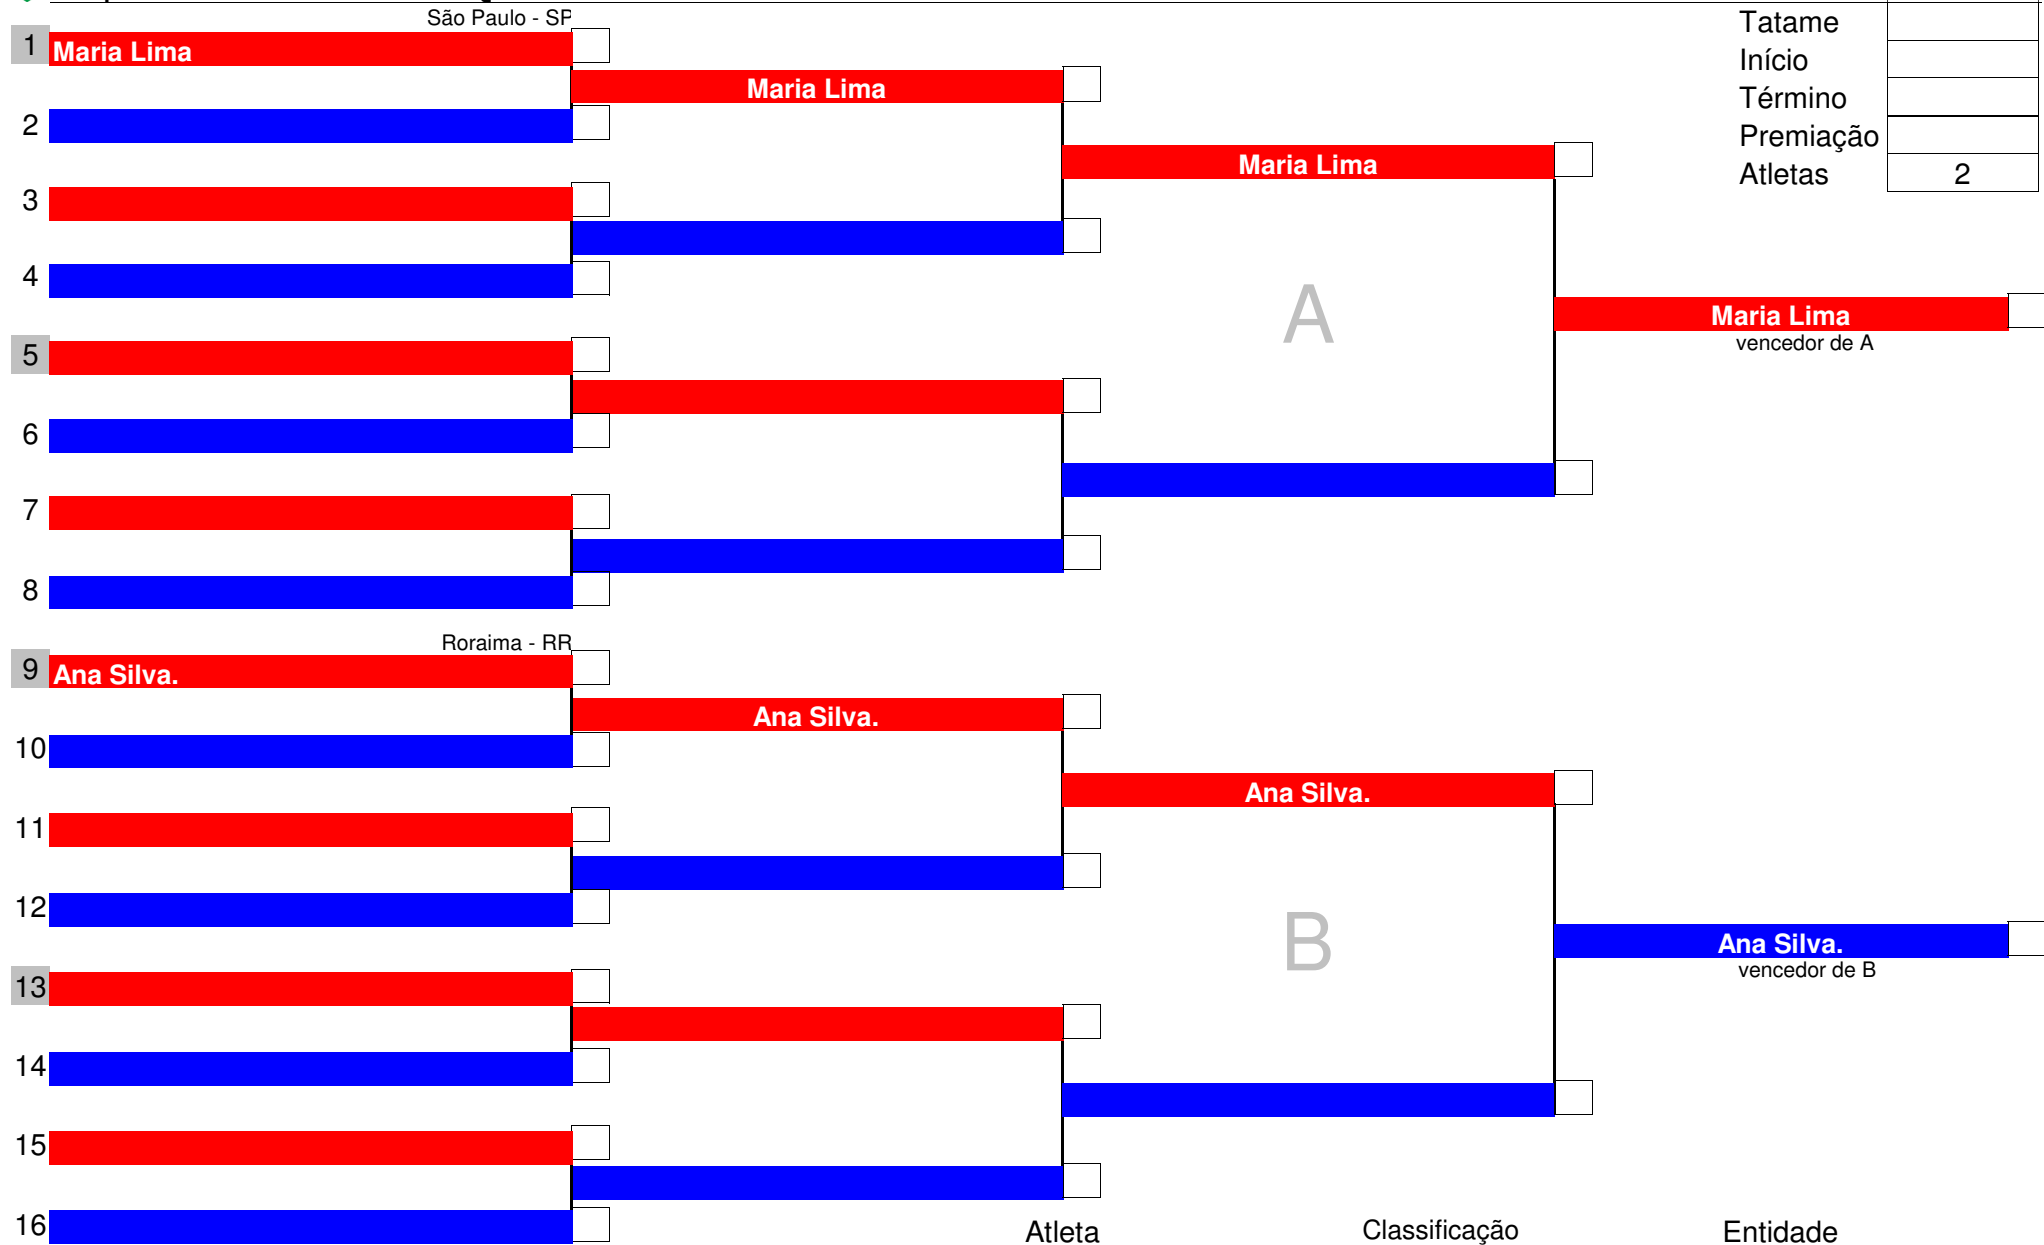 São Paulo - SP
Tatame
1 Maria Lima
Início
Maria Lima
Término
2
Premiação
Maria Lima
Atletas 2
3
4
A
Maria Lima
vencedor de A
5
6
7
8
Roraima - RR
9 Ana Silva.
Ana Silva.
10
Ana Silva.
11
12
B
Ana Silva.
vencedor de B
13
14
15
16
Atleta Classificação Entidade